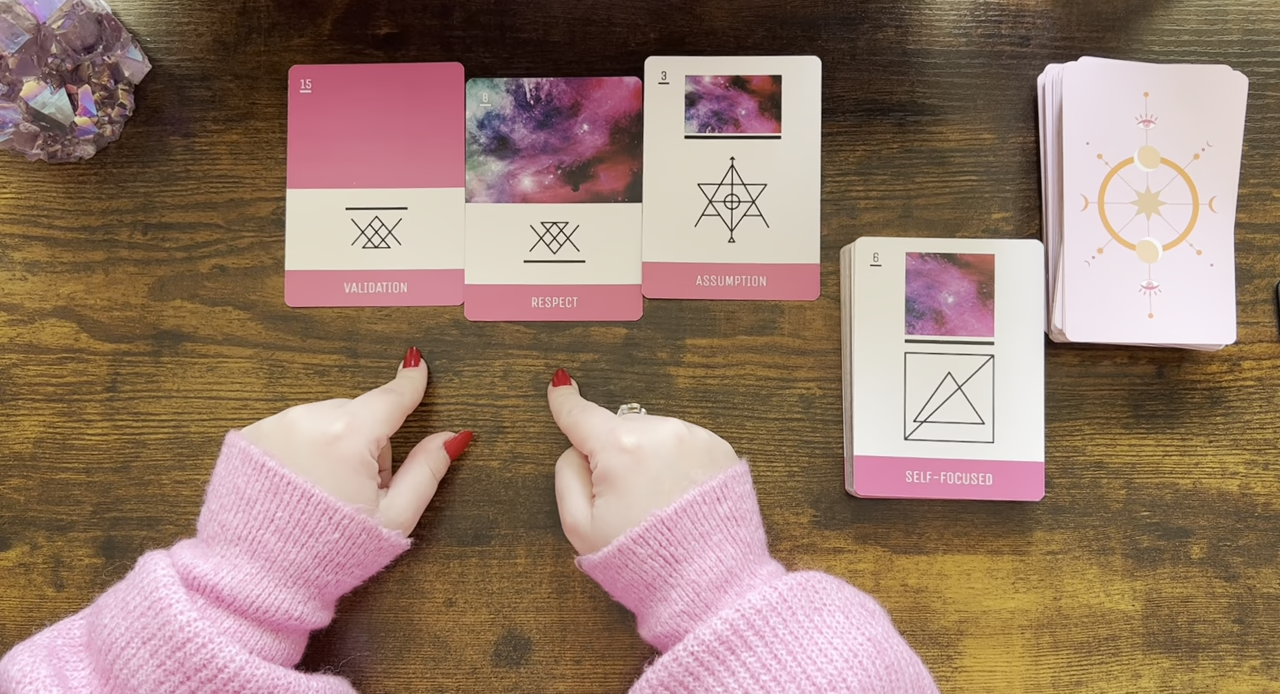 15
VALIDATION
RESPECT
3
ASSUMPTION
6
SELF-FOCUSED